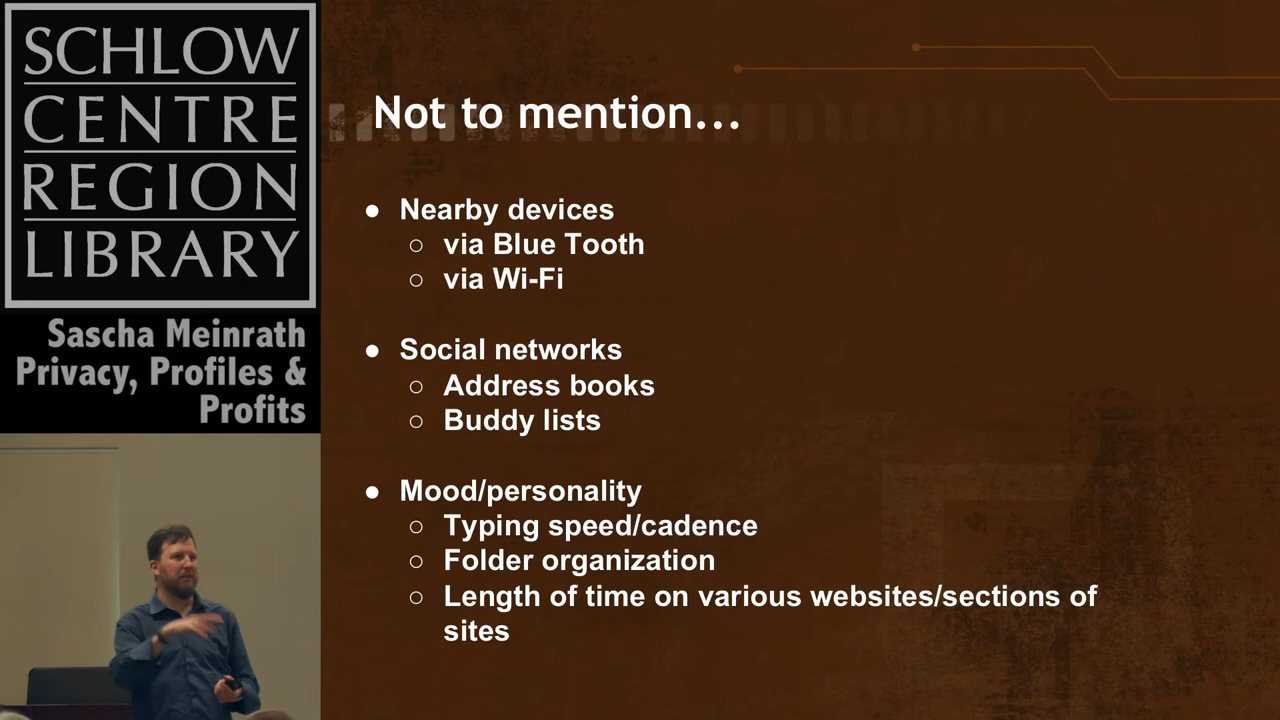 SCHLOW
CENTRE
REGION
LIBRARY
Sascha Meinrath
Privacy, Profiles &
Profits
Not to mention...
● Nearby devices
○ via Blue Tooth
○ via Wi-Fi
● Social networks
○ Address books
○ Buddy lists
● Mood/personality
○ Typing speed/cadence
○ Folder organization
○ Length of time on various websites/sections of
sites